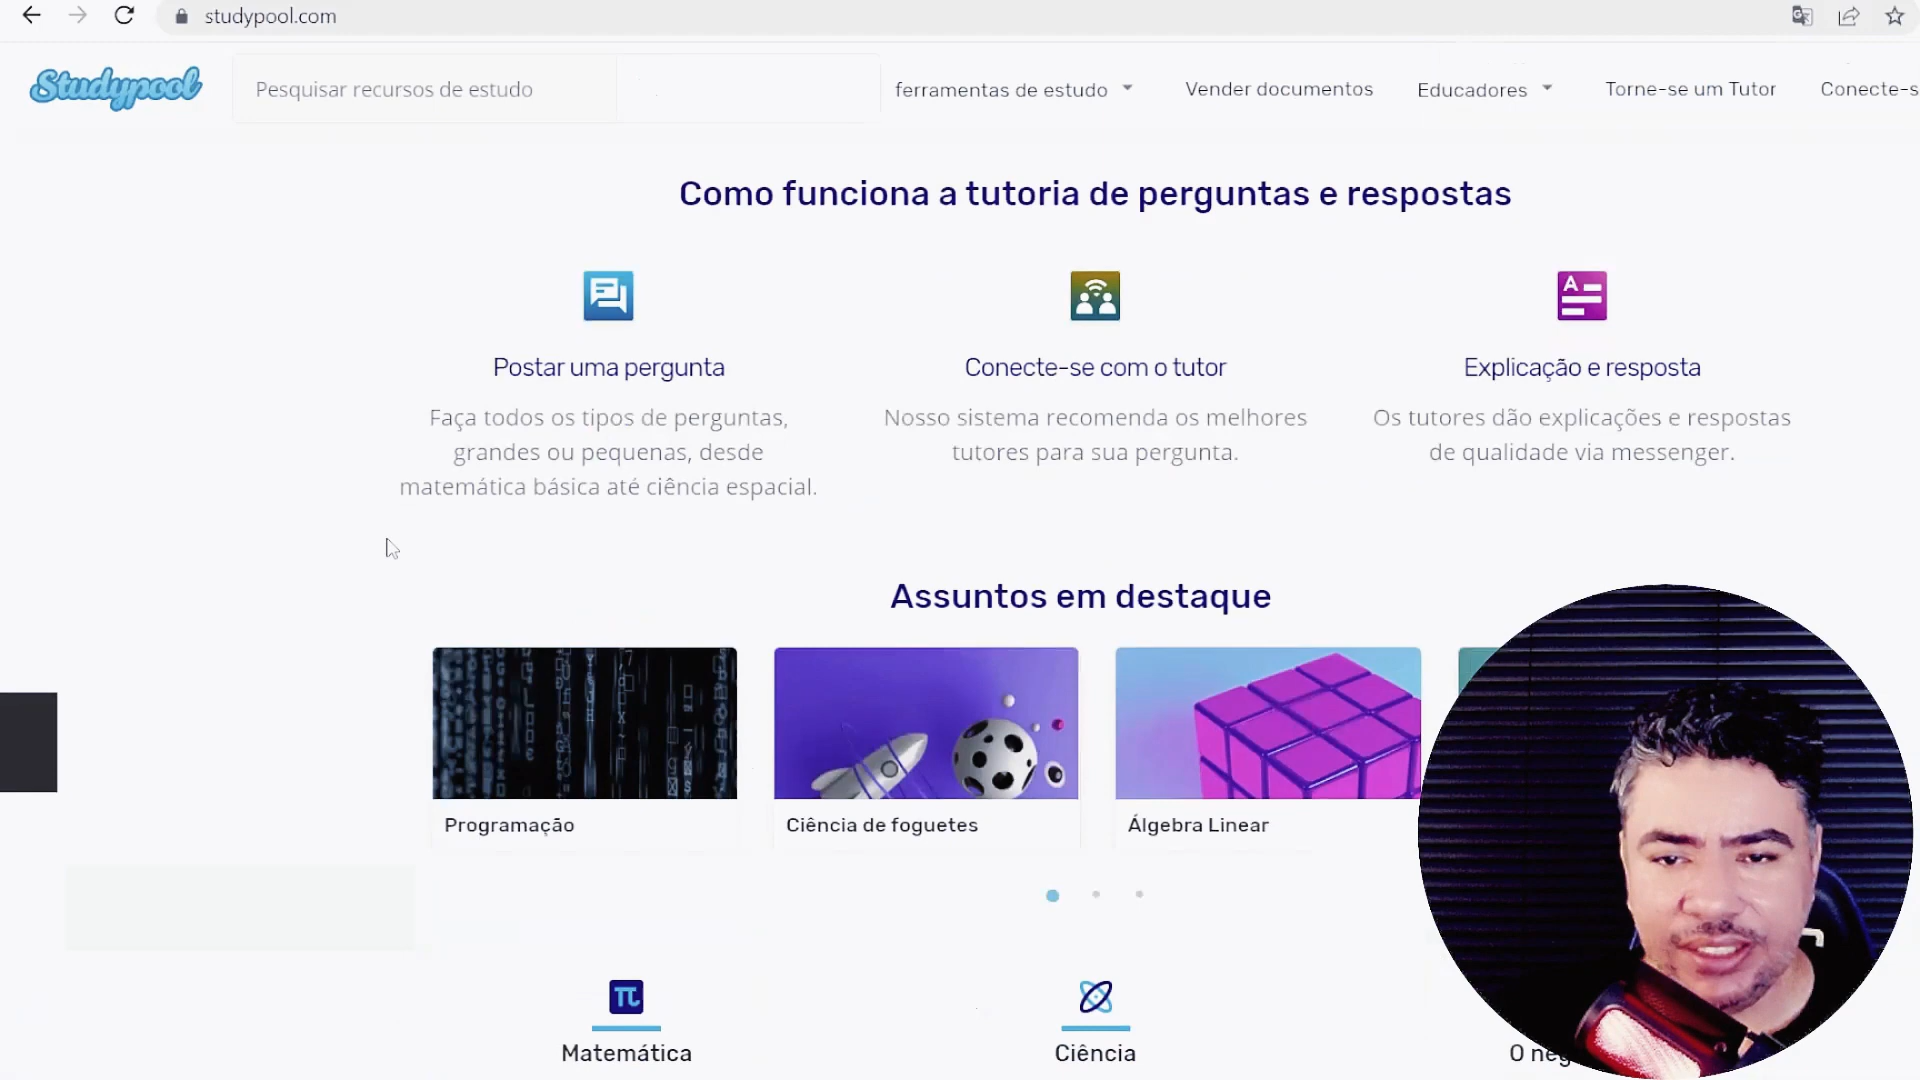 studypool.com
Studypool
Pesquisar recursos de estudo
ferramentas de estudo
Vender documentos
Educadores
Torne-se um Tutor
Conecte-s
Como funciona a tutoria de perguntas e respostas
Postar uma pergunta
Faça todos os tipos de perguntas,
grandes ou pequenas, desde
matemática básica até ciência espacial.
Conecte-se com o tutor
Nosso sistema recomenda os melhores
tutores para sua pergunta.
Explicação e resposta
Os tutores dão explicações e respostas
de qualidade via messenger.
Assuntos em destaque
Programação
Ciência de foguetes
Álgebra Linear
Matemática
Ciência
O neg